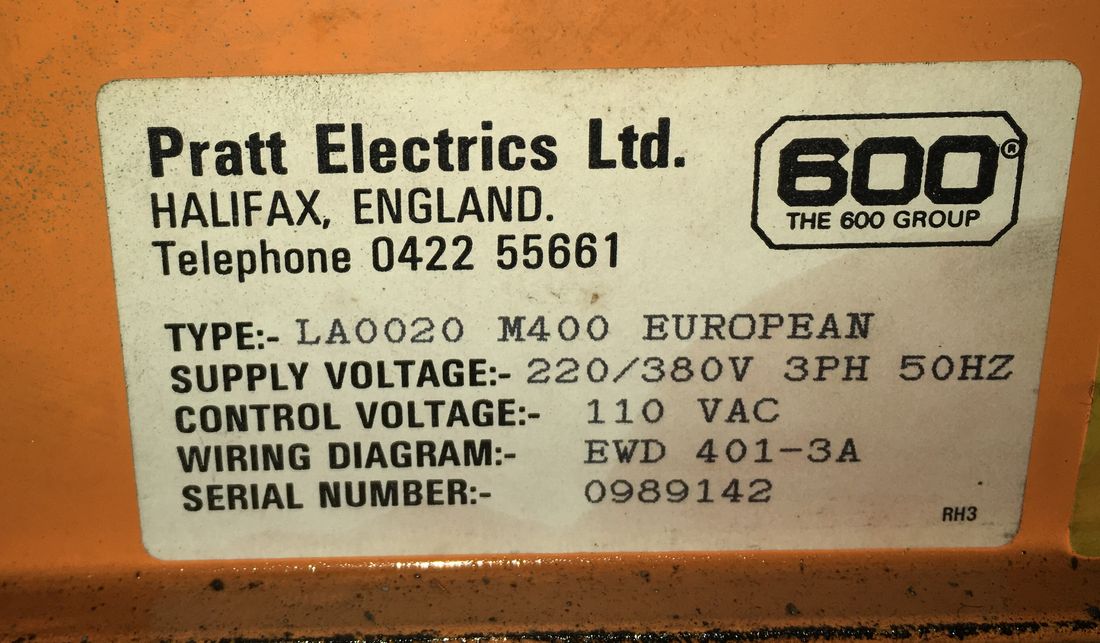 Pratt Electrics Ltd.
HALIFAX, ENGLAND.
Telephone 0422 55661
600®
THE 600 GROUP
TYPE:- LA0020 M400 EUROPEAN
SUPPLY VOLTAGE:- 220/380V 3PH 50HZ
CONTROL VOLTAGE:- 110 VAC
WIRING DIAGRAM:- EWD 401-3A
SERIAL NUMBER:- 0989142
RH3